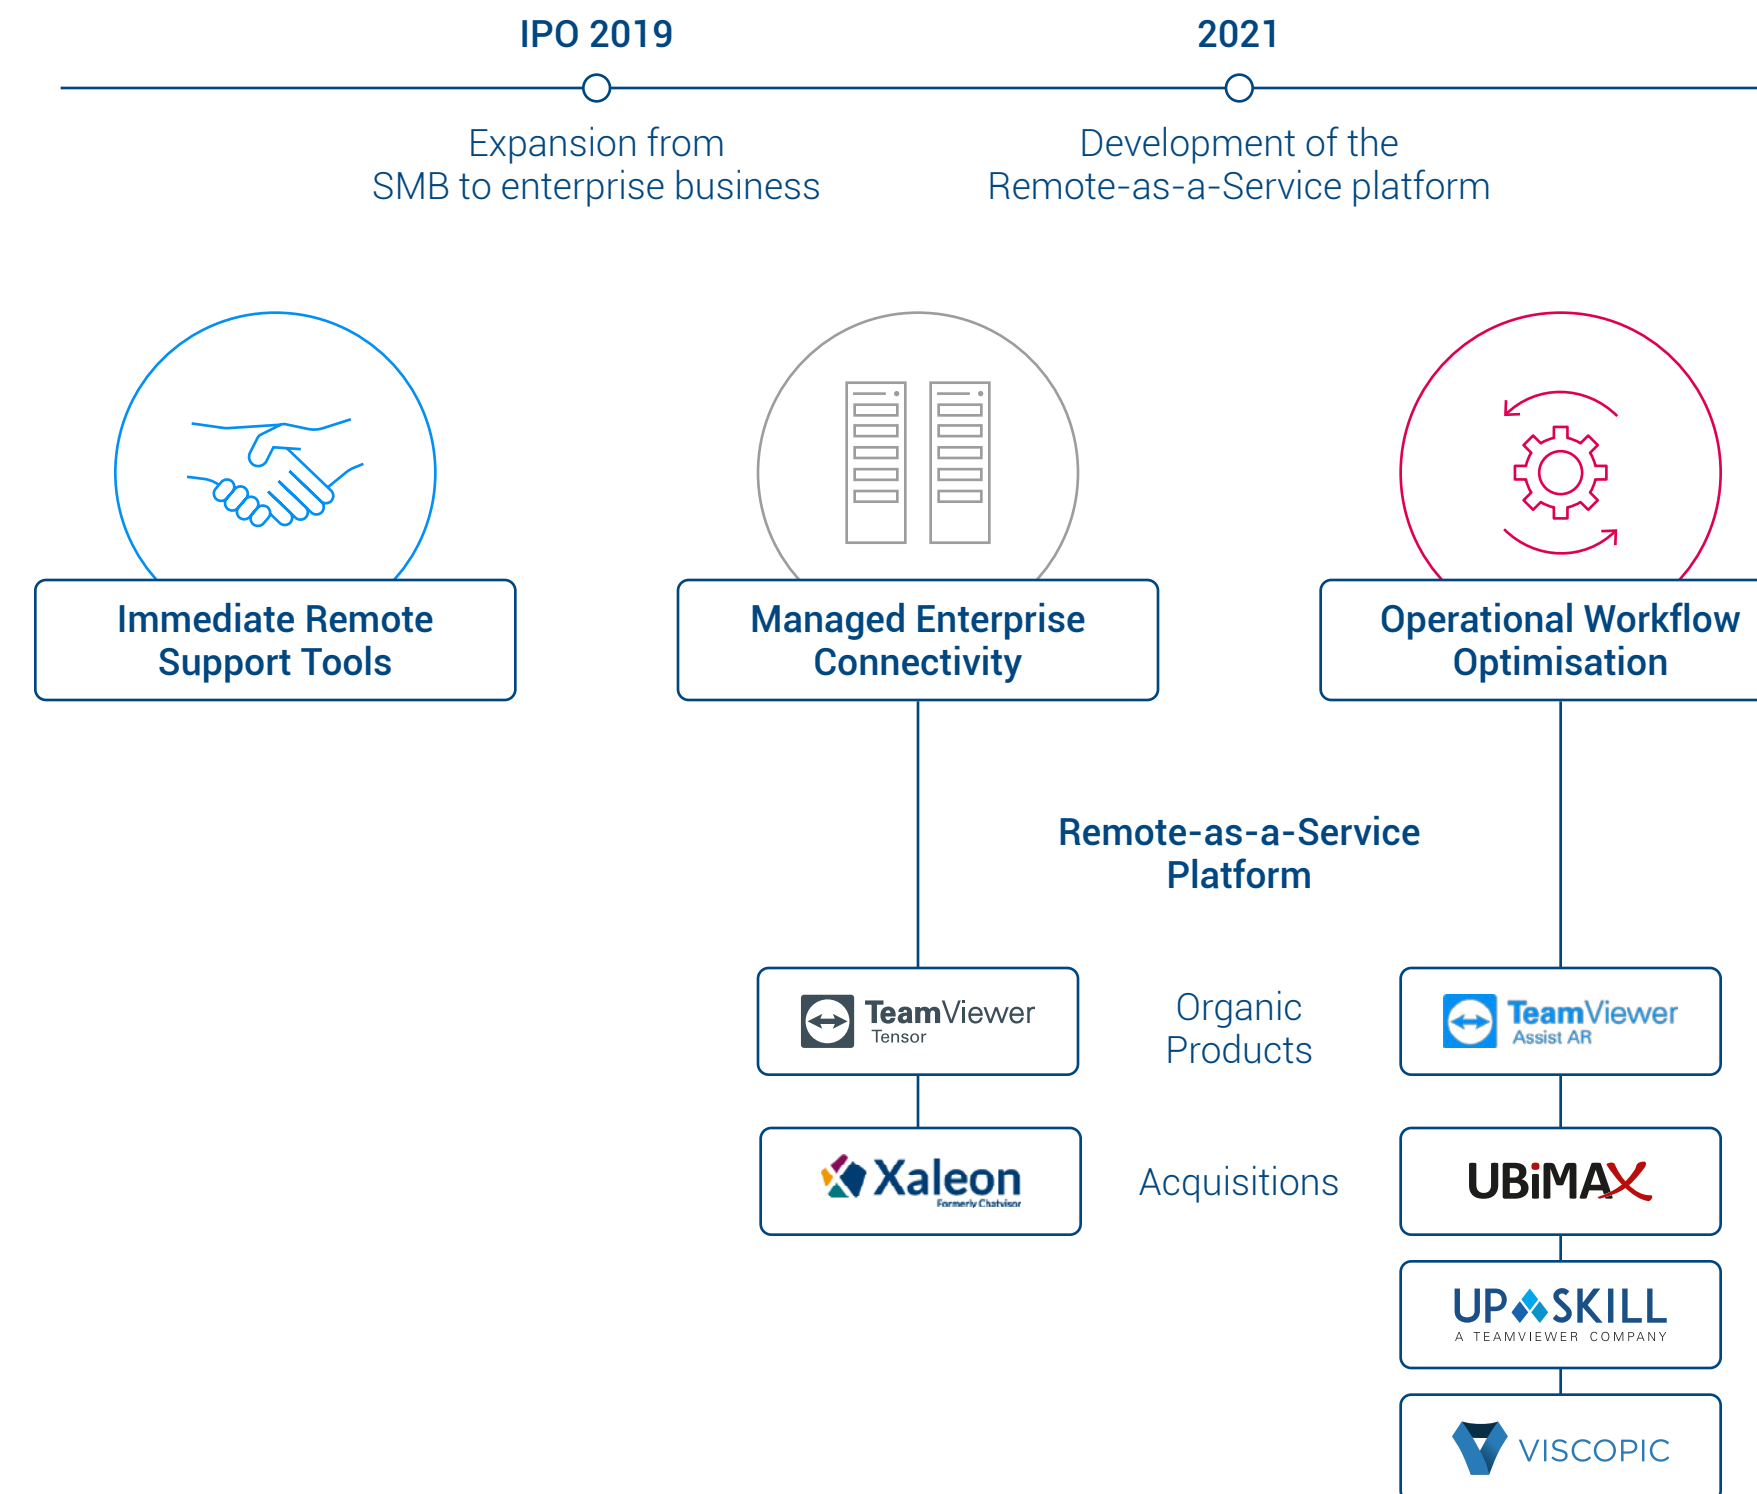 IPO 2019
2021
Expansion from
SMB to enterprise business
Development of the
Remote-as-a-Service platform
Immediate Remote
Support Tools
Managed Enterprise
Connectivity
Operational Workflow
Optimisation
Remote-as-a-Service
Platform
TeamViewer
Tensor
Organic
Products
TeamViewer
Assist AR
Xaleon
Formerly Chatvisor
Acquisitions
UBiMAX
UPSKILL
A TEAMVIEWER COMPANY
VISCOPIC